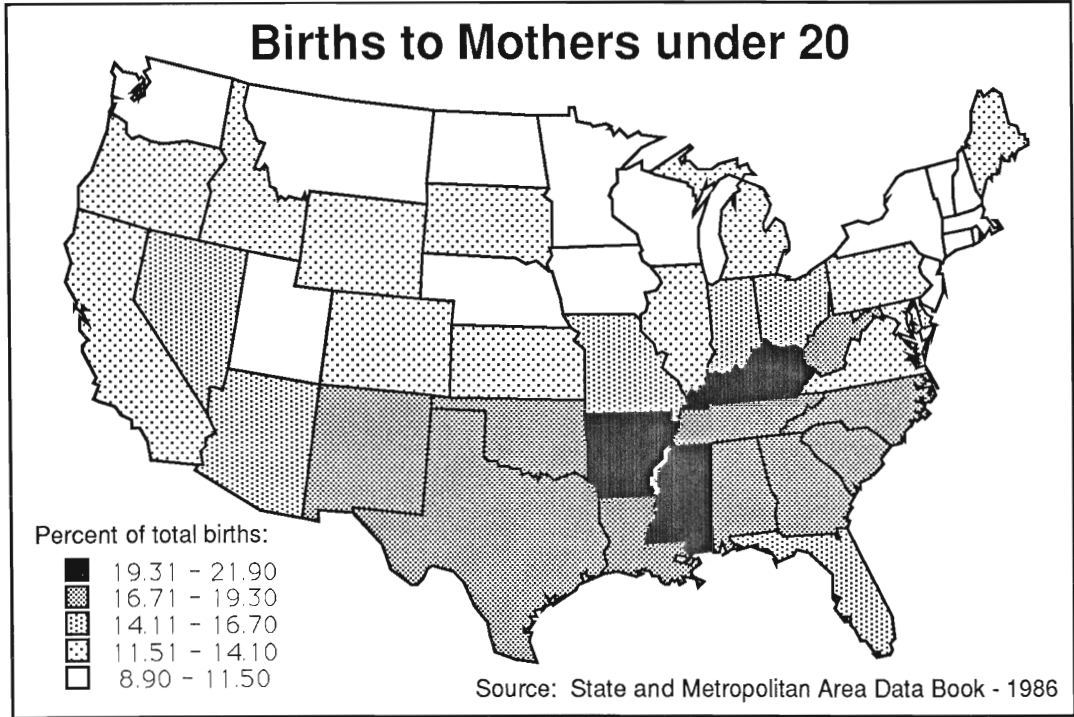 Births to Mothers under 20
Percent of total births:
19.31 - 21.90
16.71 - 19.30
14.11 - 16.70
11.51 - 14.10
8.90 - 11.50
Source: State and Metropolitan Area Data Book - 1986